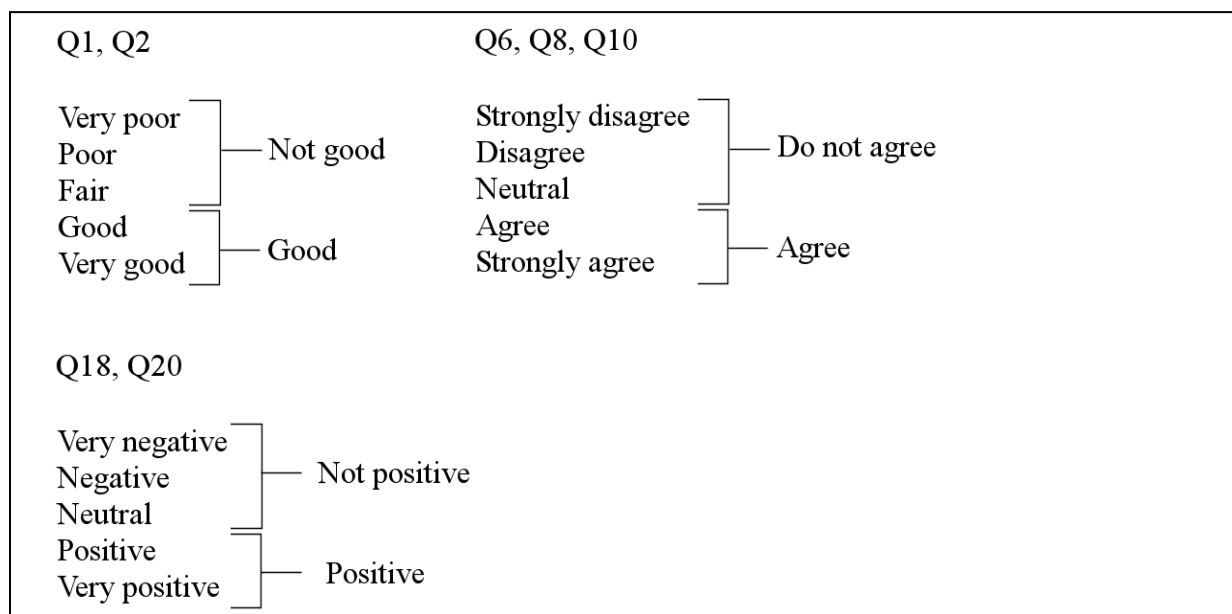 Q1, Q2
Very poor
Poor
Fair
Good
Very good
Not good
Good
Q6, Q8, Q10
Strongly disagree
Disagree
Neutral
Agree
Strongly agree
Do not agree
Agree
Q18, Q20
Very negative
Negative
Neutral
Positive
Very positive
Not positive
Positive